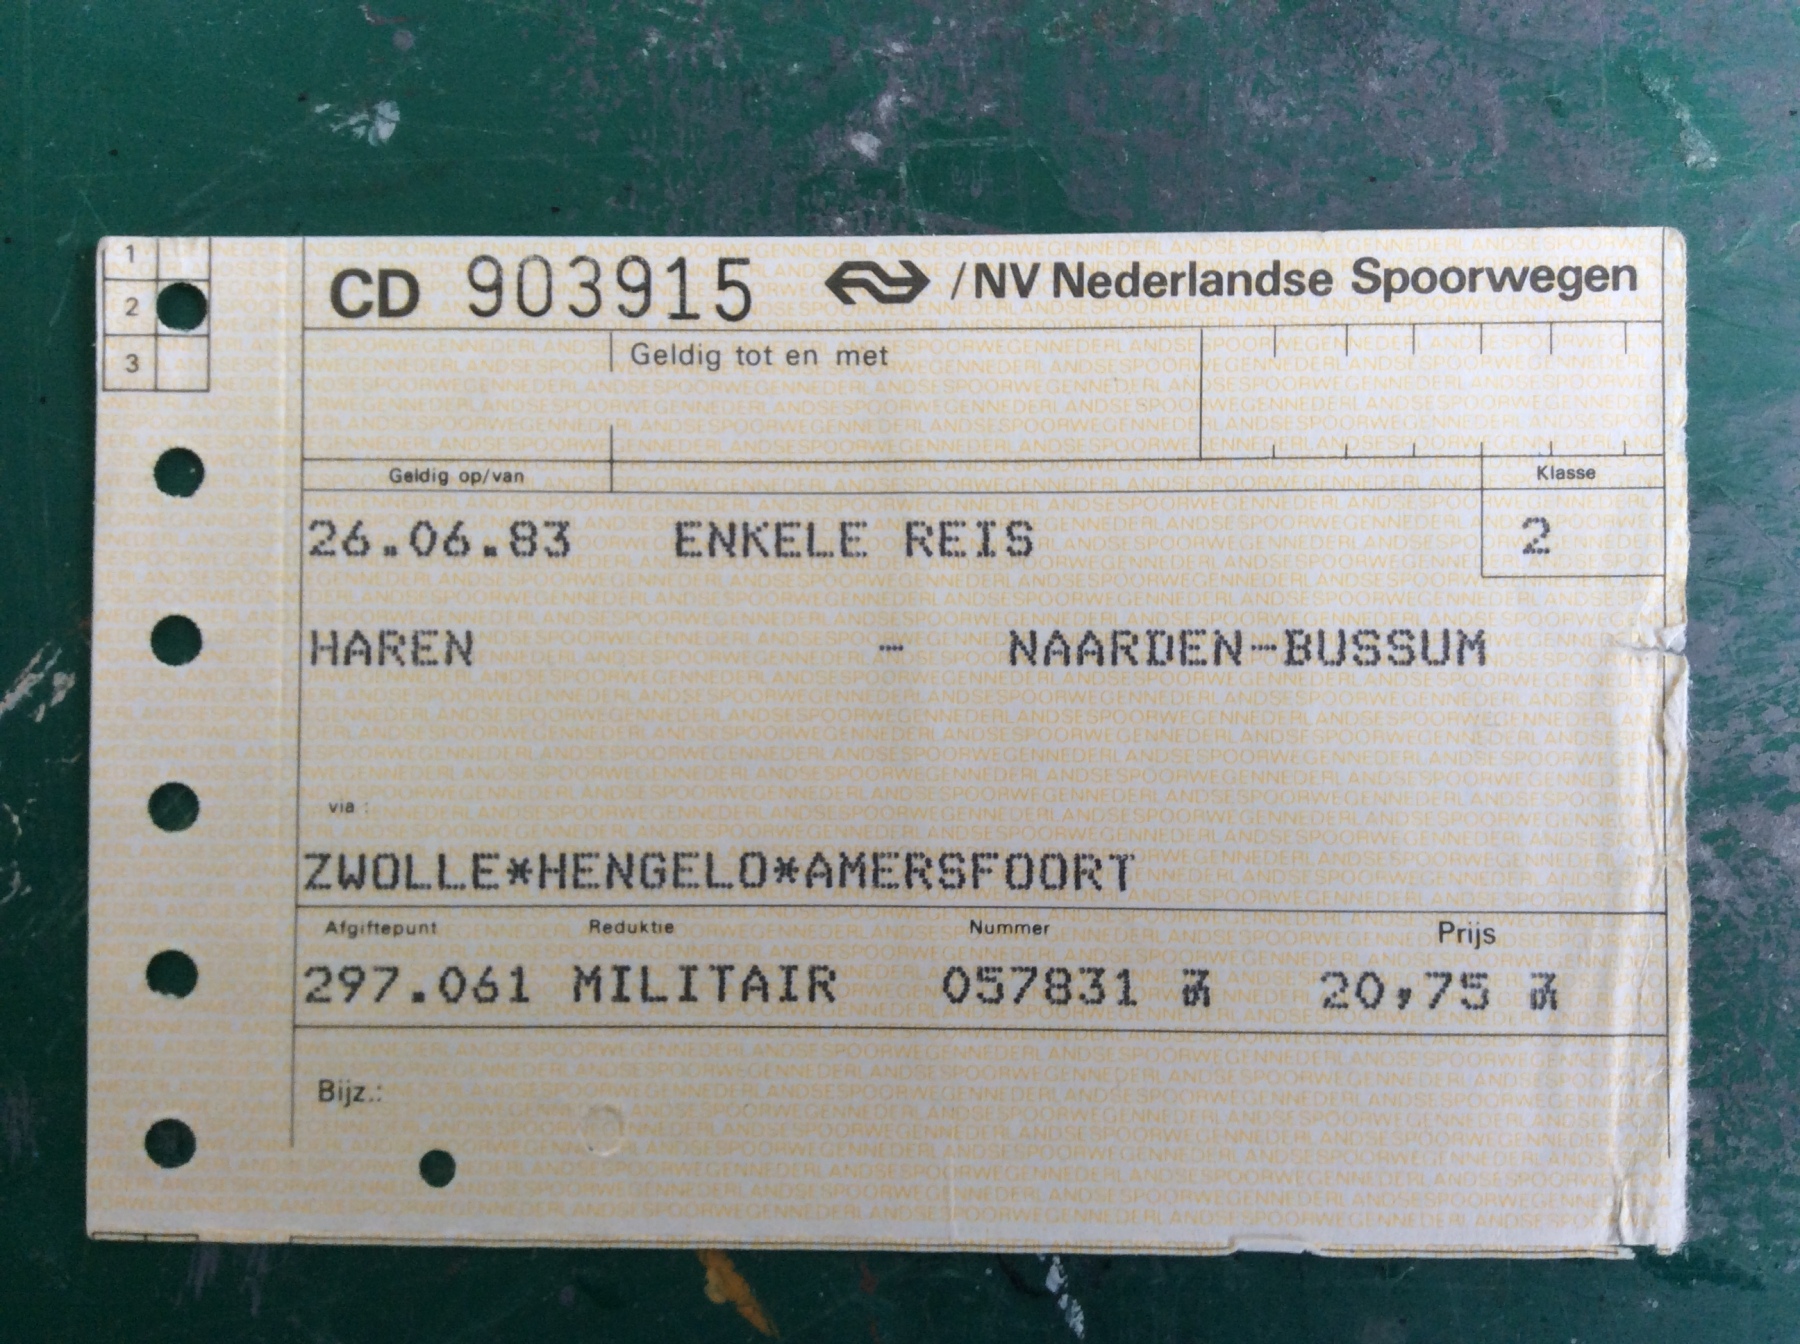 1
2
3
CD 903915 /NV Nederlandse Spoorwegen
Geldig tot en met
Geldig op/van Klasse
26.06.83 ENKELE REIS 2
HAREN - NAARDEN-BUSSUM
via :
ZWOLLE*HENGELO*AMERSFOORT
Afgiftepunt Reduktie Nummer Prijs
297.061 MILITAIR 057831 20,75
Bijz.: